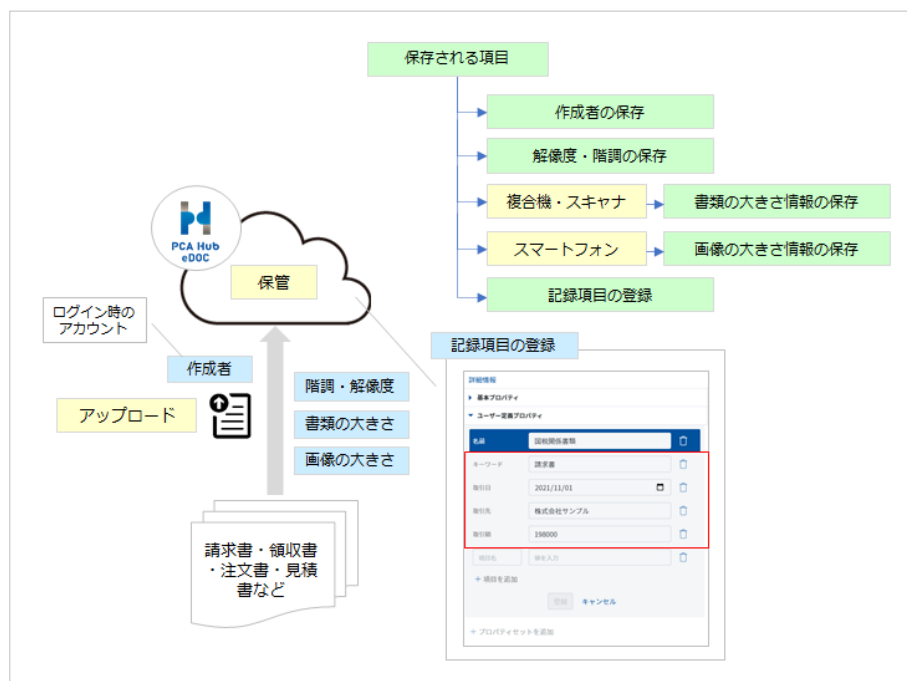 保存される項目
作成者の保存
解像度・階調の保存
複合機・スキャナ
書類の大きさ情報の保存
スマートフォン
画像の大きさ情報の保存
記録項目の登録
PCA Hub
eDOC
保管
ログイン時の
アカウント
作成者
アップロード
階調・解像度
書類の大きさ
画像の大きさ
請求書・領収書
・注文書・見積
書など
記録項目の登録
詳細情報
基本プロパティ
ユーザー定義プロパティ
名称 国税関係書類
キーワード 請求書
取引日 2021/11/01
取引先 株式会社サンプル
取引額 198000
項目名 値を入力
+ 項目を追加
登録 キャンセル
+ プロパティセットを追加